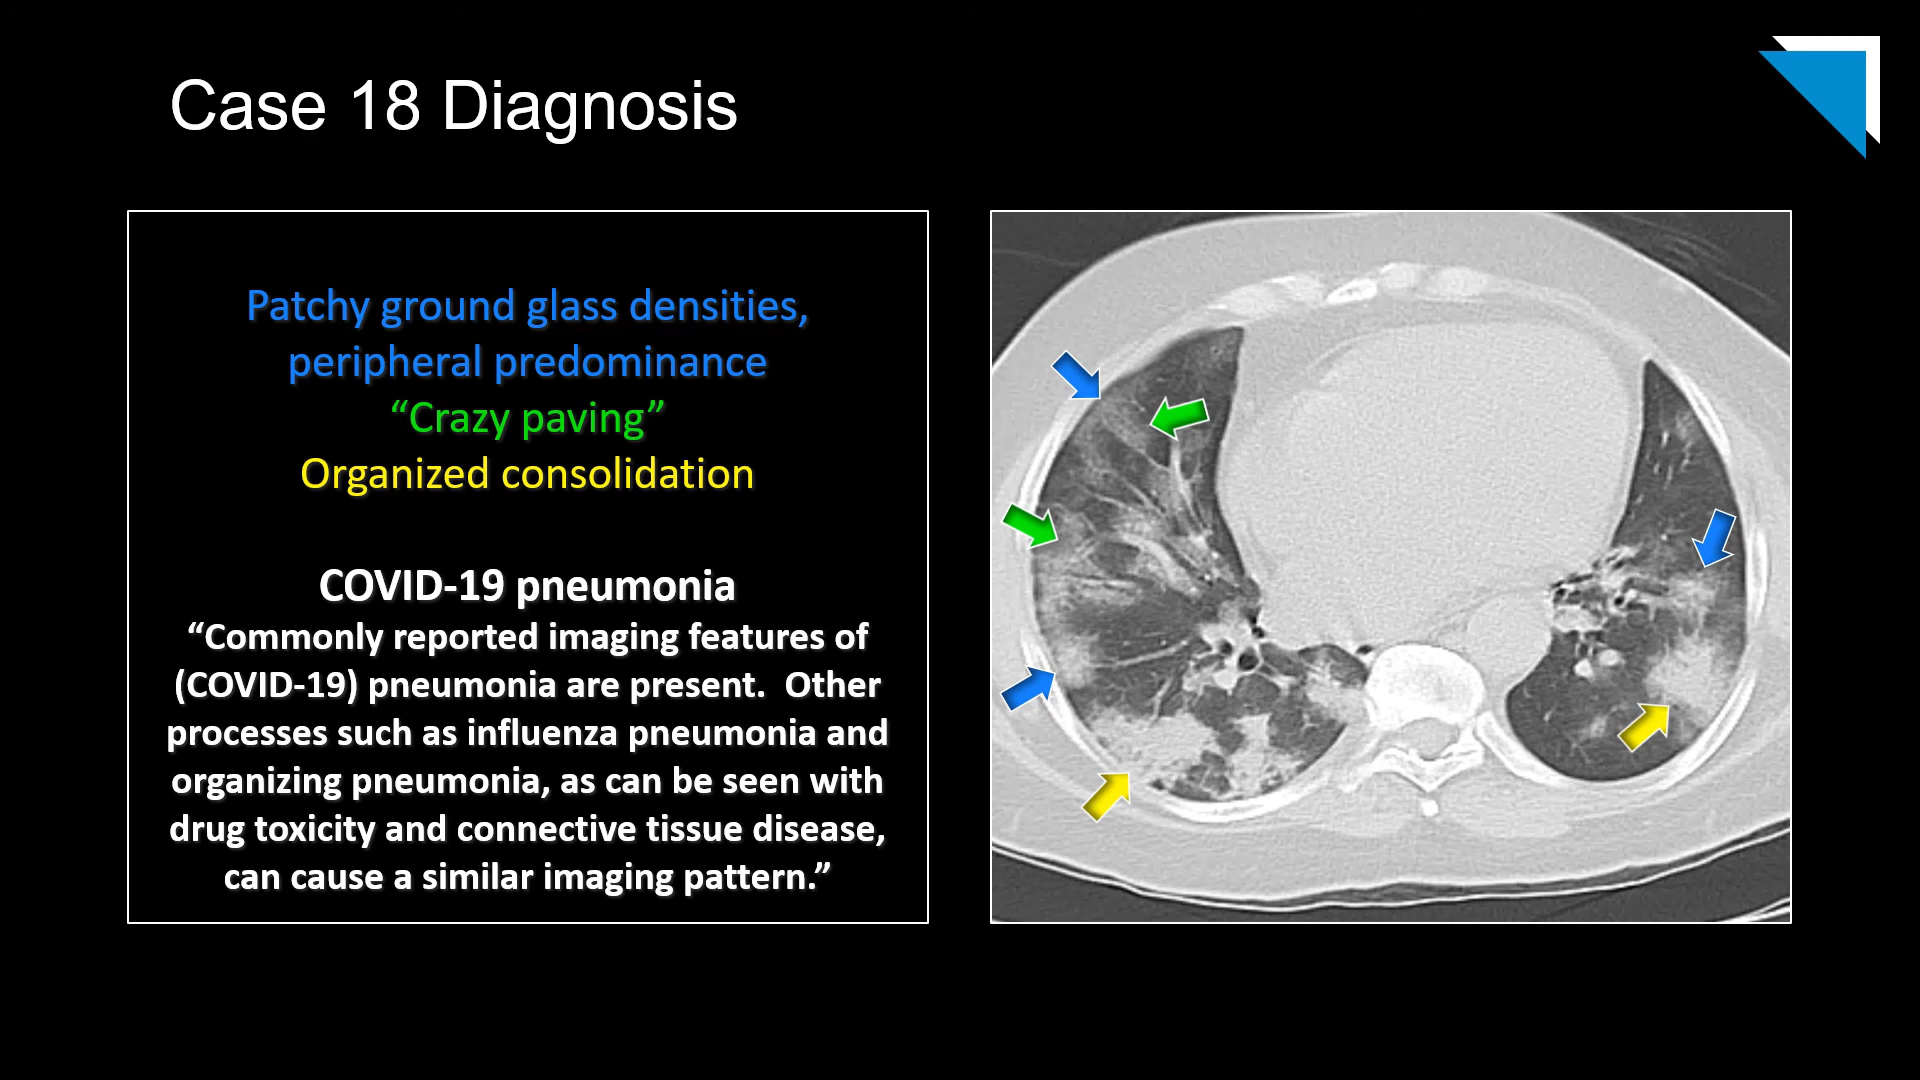 Case 18 Diagnosis
Patchy ground glass densities,
peripheral predominance
“Crazy paving”
Organized consolidation
COVID-19 pneumonia
“Commonly reported imaging features of
(COVID-19) pneumonia are present.  Other
processes such as influenza pneumonia and
organizing pneumonia, as can be seen with
drug toxicity and connective tissue disease,
can cause a similar imaging pattern.”